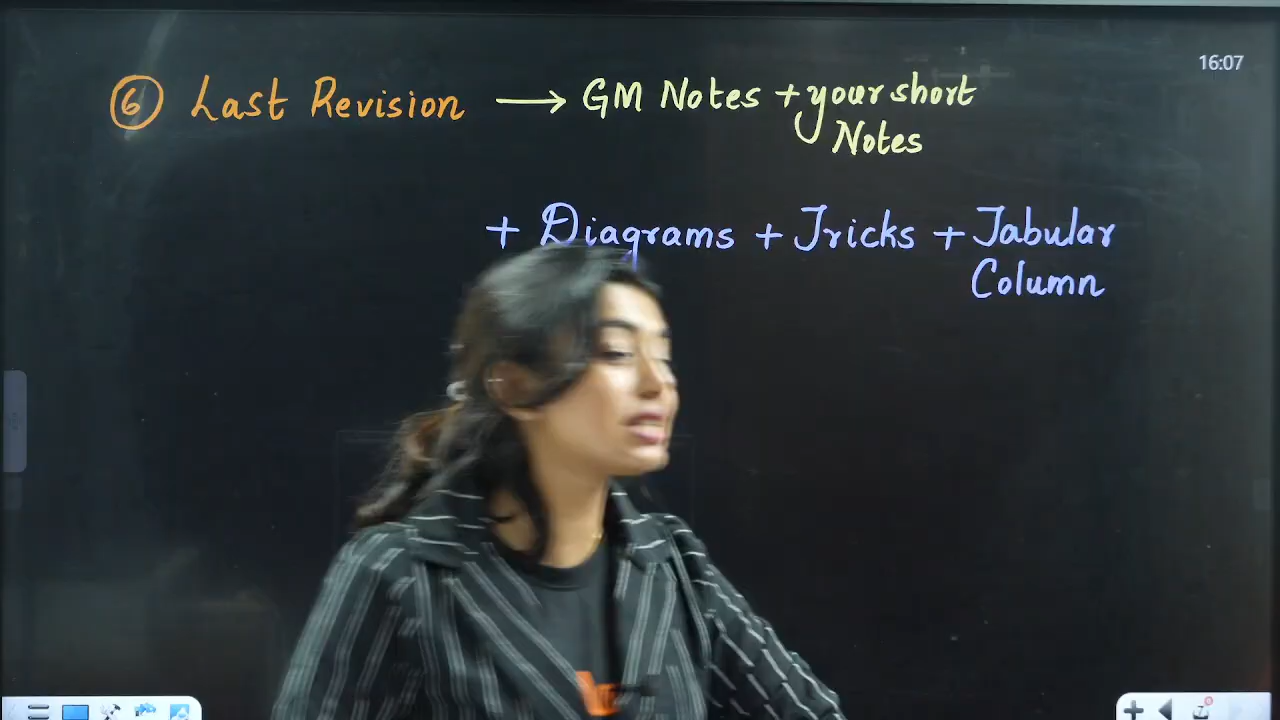 16:07
⑥ Last Revision → GM Notes + your short
Notes
+ Diagrams + Tricks + Tabular
Column